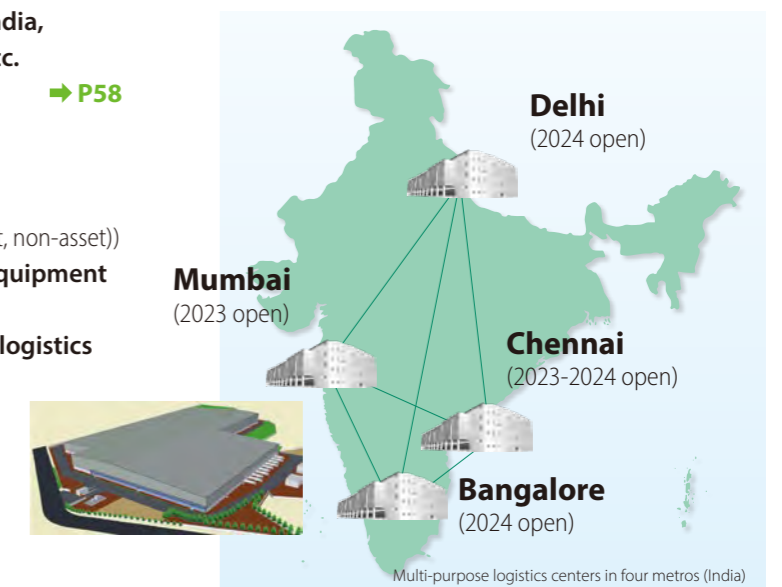 dia,
tc.
➡ P58
t, non-asset))
quipment
logistics
Delhi
(2024 open)
Mumbai
(2023 open)
Chennai
(2023-2024 open)
Bangalore
(2024 open)
Multi-purpose logistics centers in four metros (India)